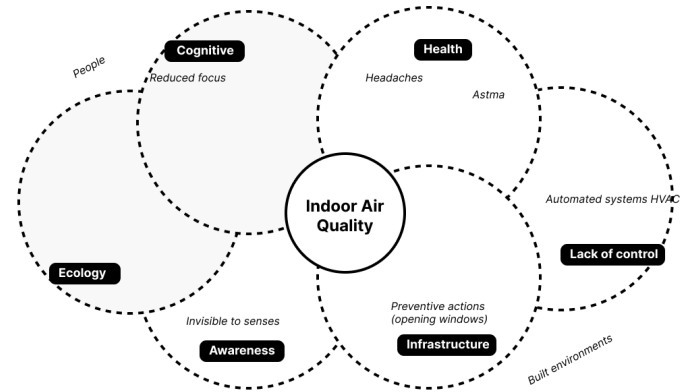 Cognitive
Health
People
Reduced focus
Headaches
Astma
Automated systems HVAC
Indoor Air
Quality
Lack of control
Ecology
Preventive actions
(opening windows)
Invisible to senses
Infrastructure
Awareness
Built environments